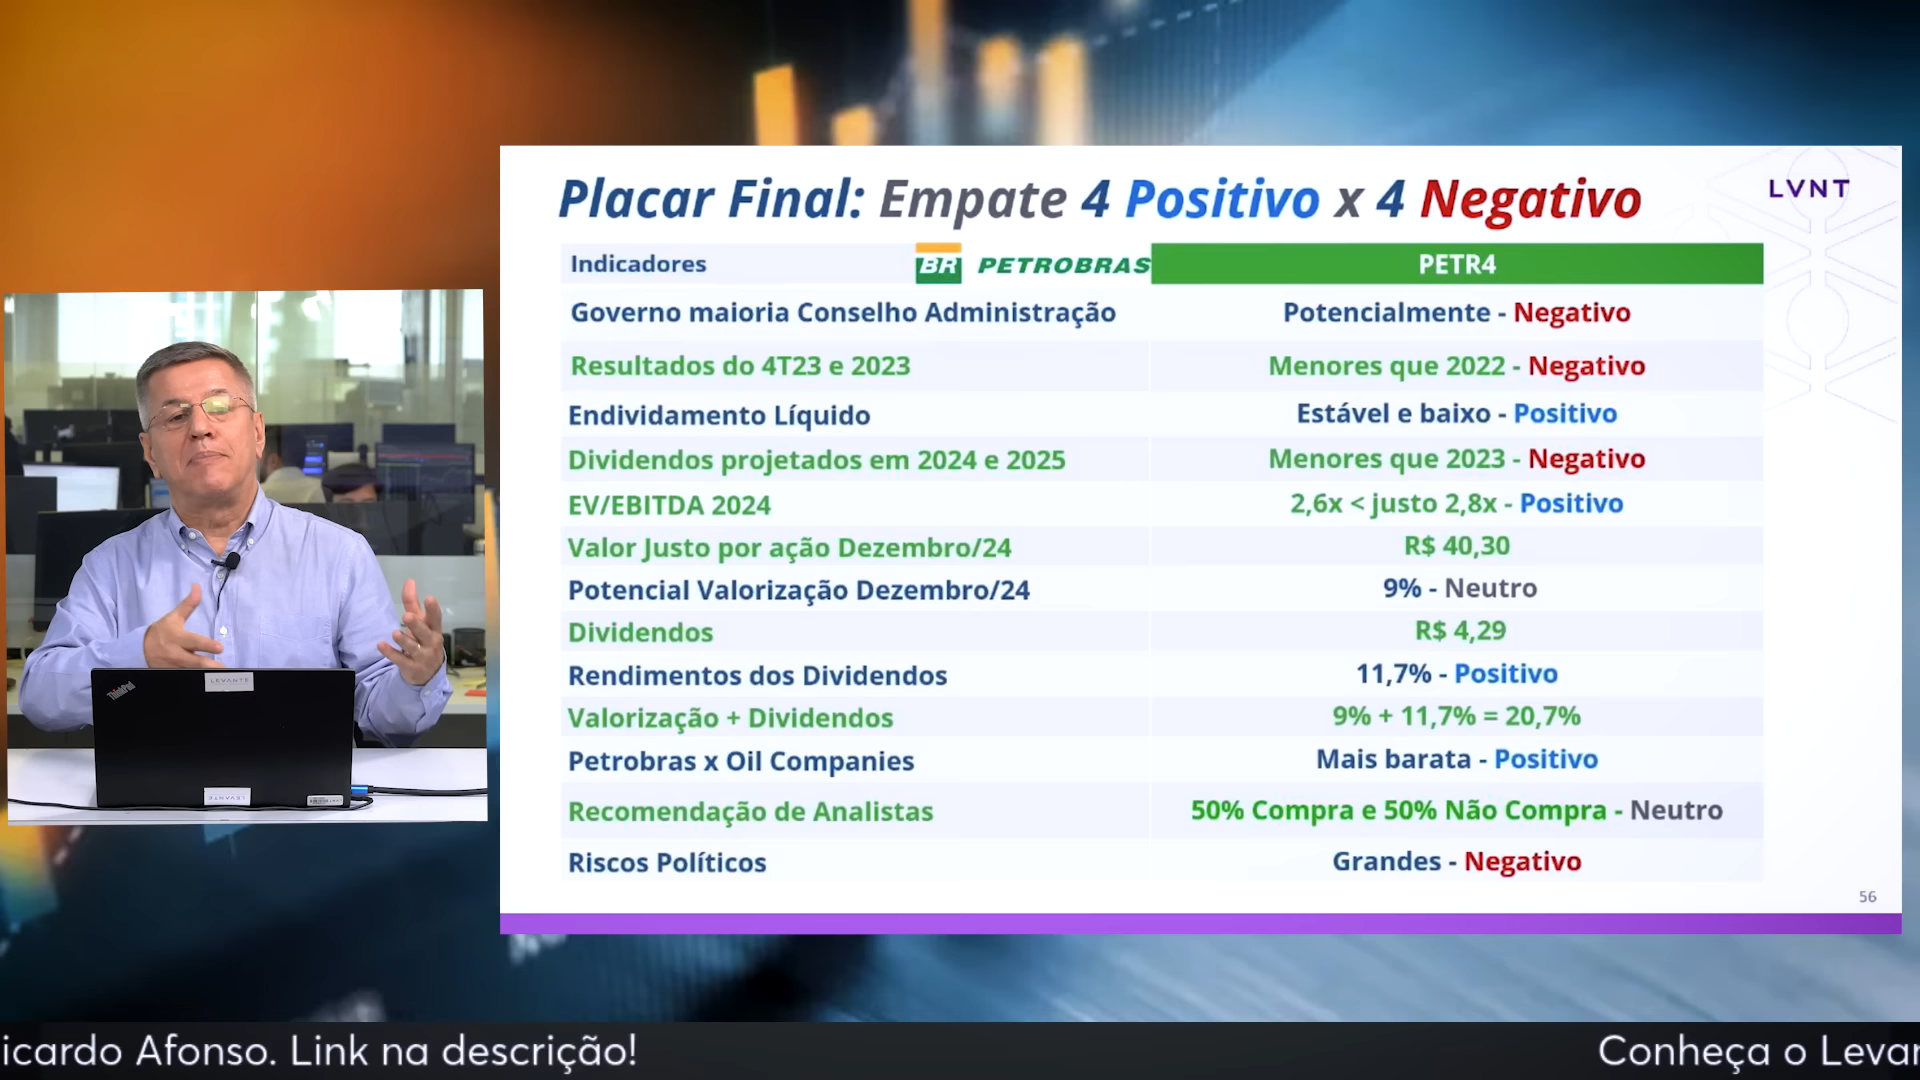 Placar Final: Empate 4 Positivo x 4 Negativo
LVNT
Indicadores BR PETROBRAS PETR4
Governo maioria Conselho Administração Potencialmente - Negativo
Resultados do 4T23 e 2023 Menores que 2022 - Negativo
Endividamento Líquido Estável e baixo - Positivo
Dividendos projetados em 2024 e 2025 Menores que 2023 - Negativo
EV/EBITDA 2024 2,6x < justo 2,8x - Positivo
Valor Justo por ação Dezembro/24 R$ 40,30
Potencial Valorização Dezembro/24 9% - Neutro
Dividendos R$ 4,29
Rendimentos dos Dividendos 11,7% - Positivo
Valorização + Dividendos 9% + 11,7% = 20,7%
Petrobras x Oil Companies Mais barata - Positivo
Recomendação de Analistas 50% Compra e 50% Não Compra - Neutro
Riscos Políticos Grandes - Negativo
56
ThinkPad
LEVANTE
LEVANTE
icardo Afonso. Link na descrição! Conheça o Levan